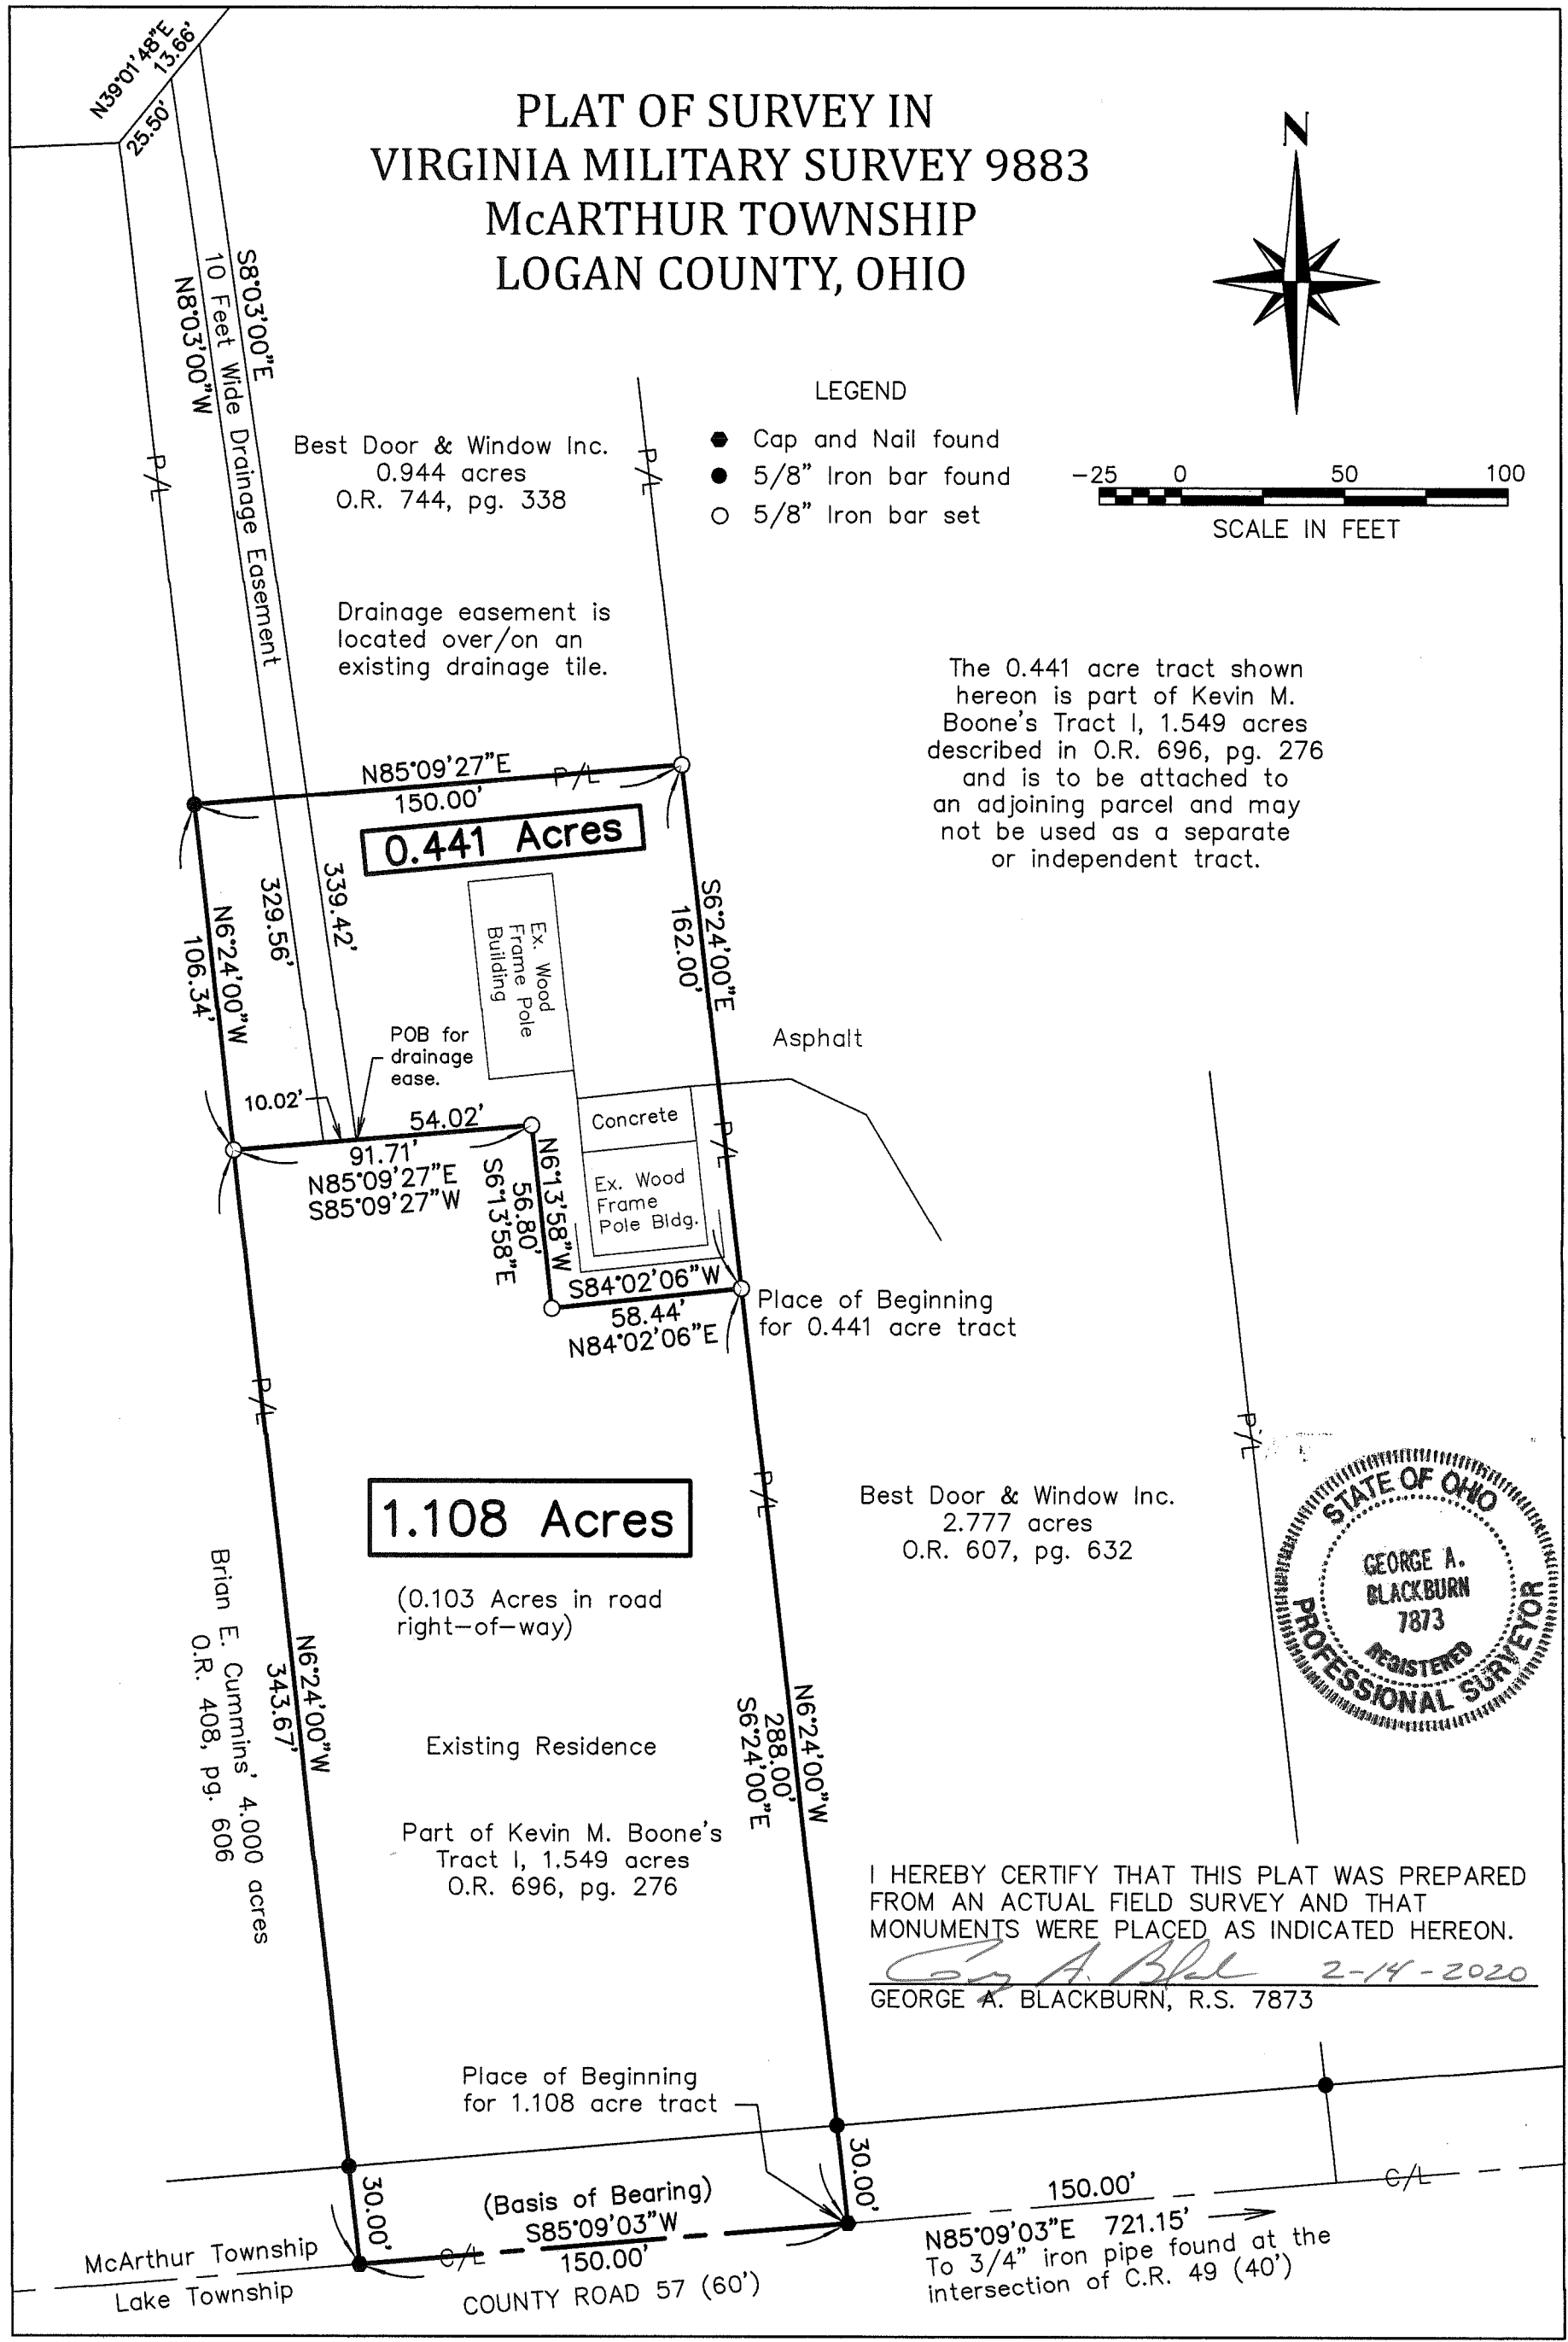 N39°01'48"E
13.66'
25.50'
PLAT OF SURVEY IN
VIRGINIA MILITARY SURVEY 9883
McARTHUR TOWNSHIP
LOGAN COUNTY, OHIO
N
S8°03'00"E
10 Feet Wide Drainage Easement
N8°03'00"W
P/L
P/L
LEGEND
Cap and Nail found
5/8" Iron bar found
5/8" Iron bar set
-25 0 50 100
SCALE IN FEET
Best Door & Window Inc.
0.944 acres
O.R. 744, pg. 338
Drainage easement is
located over/on an
existing drainage tile.
The 0.441 acre tract shown
hereon is part of Kevin M.
Boone's Tract I, 1.549 acres
described in O.R. 696, pg. 276
and is to be attached to
an adjoining parcel and may
not be used as a separate
or independent tract.
N85°09'27"E
P/L
150.00'
0.441 Acres
N6°24'00"W
106.34'
329.56'
339.42'
Ex. Wood
Frame Pole
Building
S6°24'00"E
162.00'
POB for
drainage
ease.
Asphalt
10.02'
54.02'
91.71'
N85°09'27"E
S85°09'27"W
N6°13'58"W
56.80'
S6°13'58"E
Concrete
P/L
Ex. Wood
Frame
Pole Bldg.
S84°02'06"W
58.44'
N84°02'06"E
Place of Beginning
for 0.441 acre tract
P/L
P/L
P/L
1.108 Acres
(0.103 Acres in road
right-of-way)
Best Door & Window Inc.
2.777 acres
O.R. 607, pg. 632
STATE OF OHIO
GEORGE A.
BLACKBURN
7873
REGISTERED
PROFESSIONAL SURVEYOR
Brian E. Cummins' 4.000 acres
O.R. 408, pg. 606
N6°24'00"W
343.67'
N6°24'00"W
288.00'
S6°24'00"E
Existing Residence
Part of Kevin M. Boone's
Tract I, 1.549 acres
O.R. 696, pg. 276
I HEREBY CERTIFY THAT THIS PLAT WAS PREPARED
FROM AN ACTUAL FIELD SURVEY AND THAT
MONUMENTS WERE PLACED AS INDICATED HEREON.
2-14-2020
GEORGE A. BLACKBURN, R.S. 7873
Place of Beginning
for 1.108 acre tract
30.00'
30.00'
(Basis of Bearing)
S85°09'03"W
C/L
150.00'
COUNTY ROAD 57 (60')
McArthur Township
Lake Township
150.00'
C/L
N85°09'03"E 721.15'
To 3/4" iron pipe found at the
intersection of C.R. 49 (40')